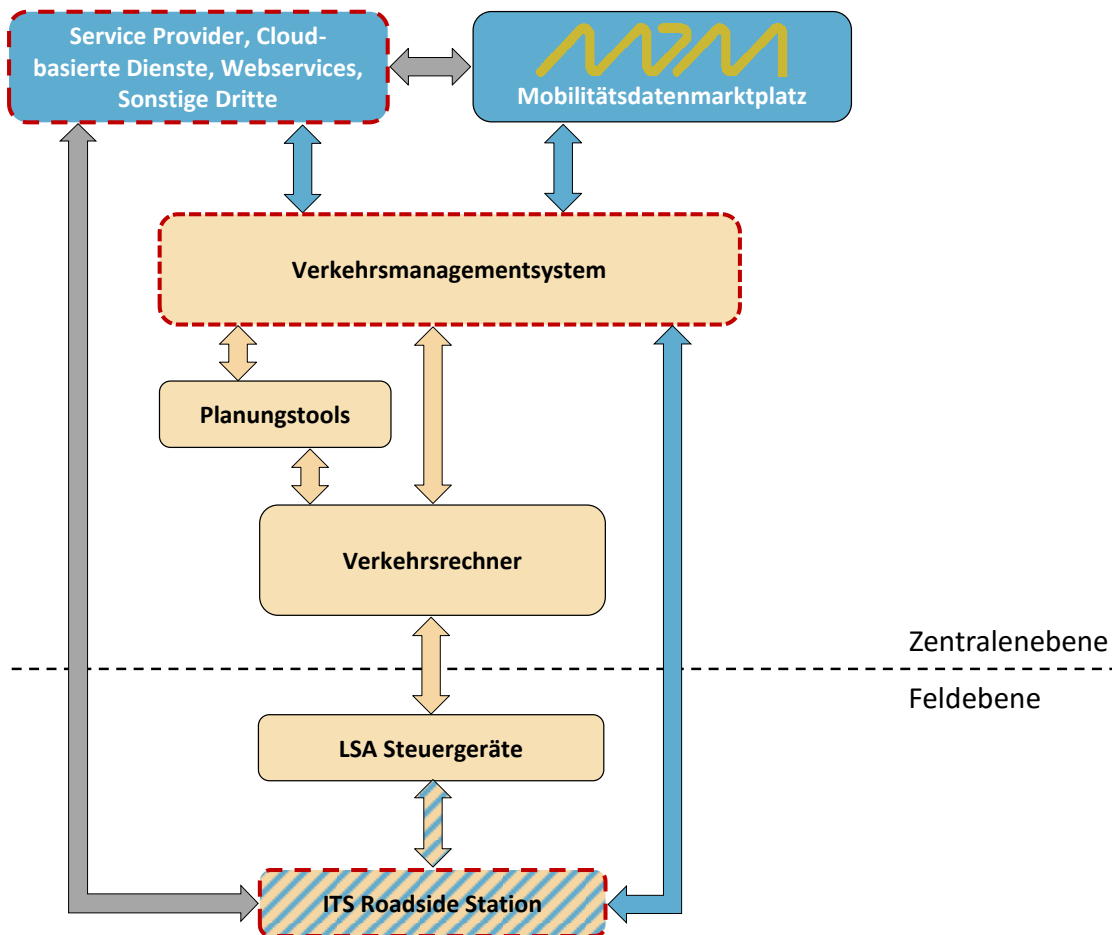 Service Provider, Cloud-
basierte Dienste, Webservices,
Sonstige Dritte
MDM
Mobilitätsdatenmarktplatz
Verkehrsmanagementsystem
Planungstools
Verkehrsrechner
Zentralenebene
Feldebene
LSA Steuergeräte
ITS Roadside Station